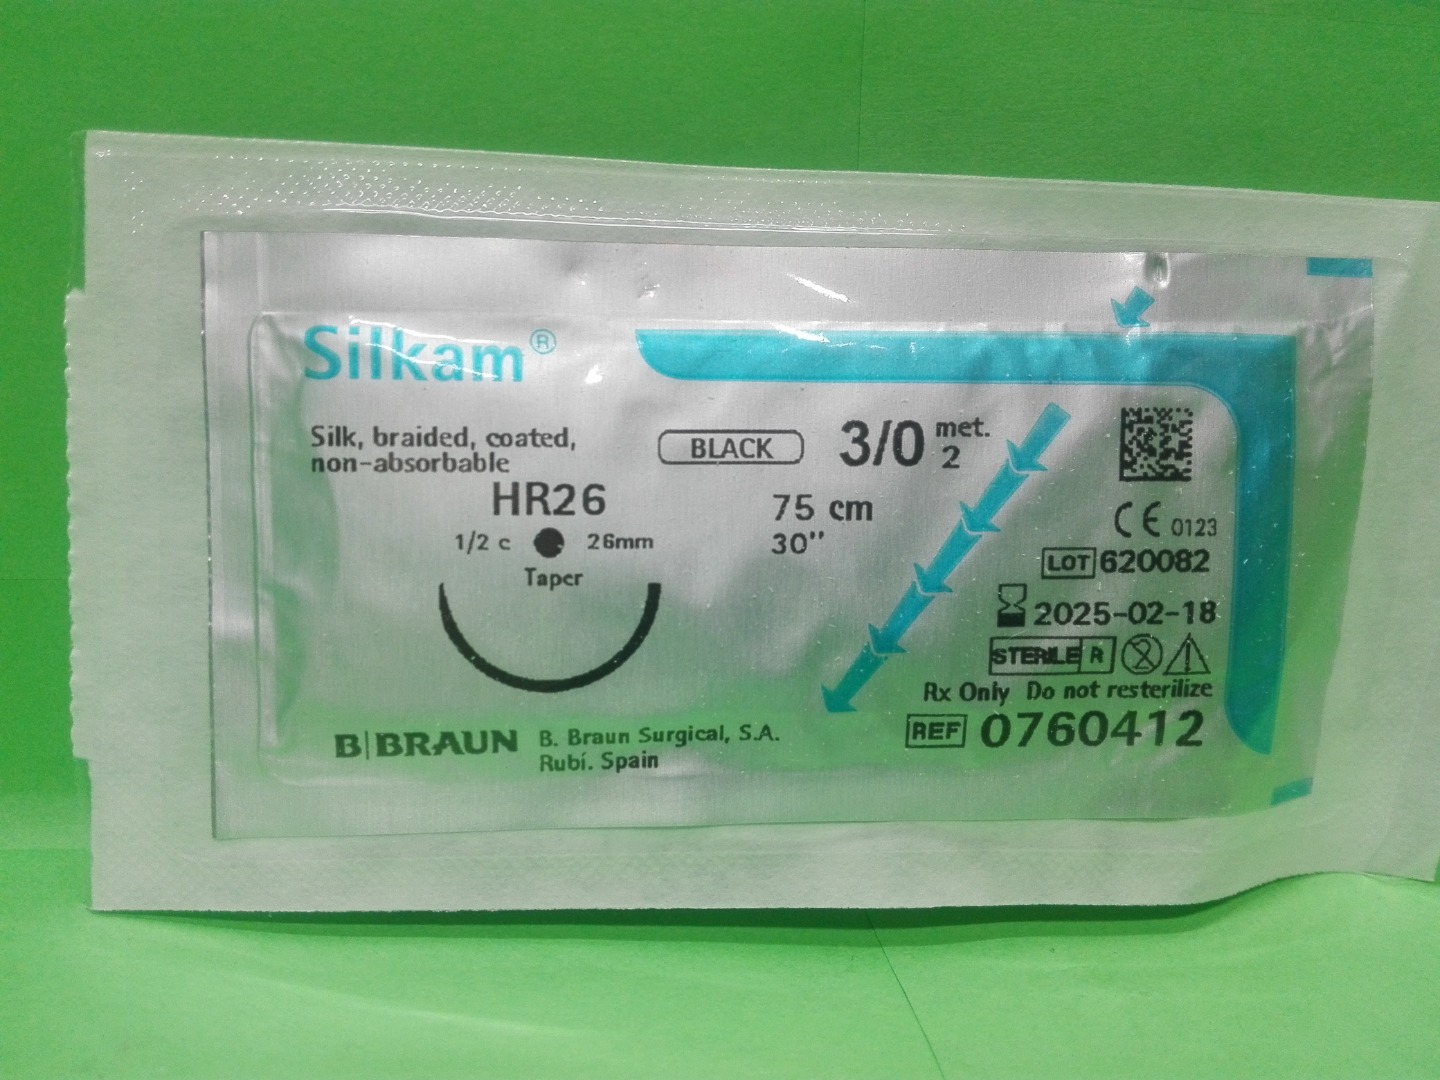 Silkam®
Silk, braided, coated,
non-absorbable
BLACK
3/0 met.
2
HR26
1/2 c 26mm
Taper
75 cm
30"
CE 0123
LOT 620082
2025-02-18
STERILE R
2
Rx Only Do not resterilize
REF 0760412
B|BRAUN B. Braun Surgical, S.A.
Rubí. Spain